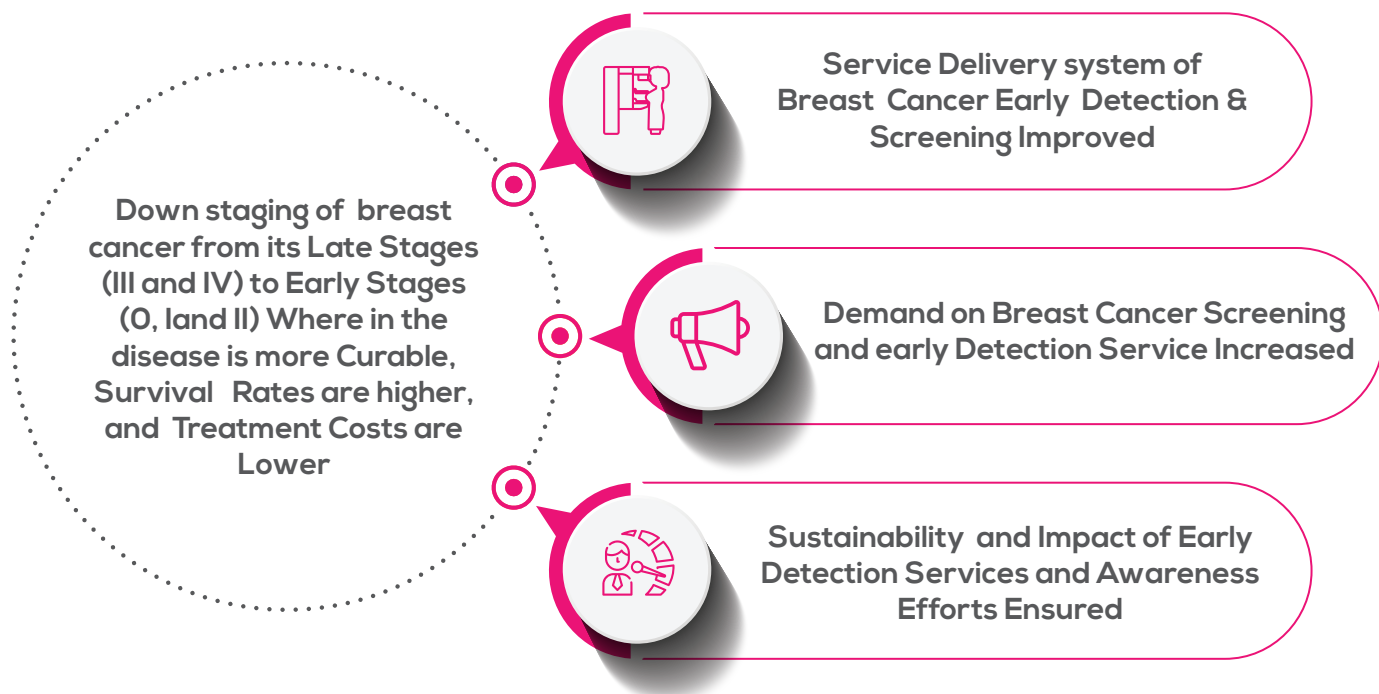 Down staging of breast
cancer from its Late Stages
(III and IV) to Early Stages
(0, Iand II) Where in the
disease is more Curable,
Survival Rates are higher,
and Treatment Costs are
Lower
Service Delivery system of
Breast Cancer Early Detection &
Screening Improved
Demand on Breast Cancer Screening
and early Detection Service Increased
Sustainability and Impact of Early
Detection Services and Awareness
Efforts Ensured